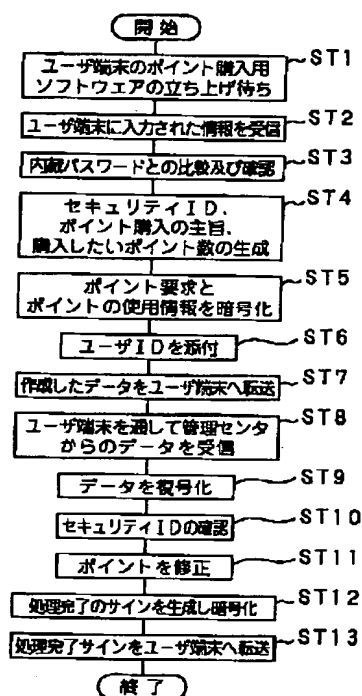 開始
ST1
ユーザ端末のポイント購入用
ソフトウェアの立ち上げ待ち
ST2
ユーザ端末に入力された情報を受信
ST3
内蔵パスワードとの比較及び確認
ST4
セキュリティID、
ポイント購入の主旨、
購入したいポイント数の生成
ST5
ポイント要求と
ポイントの使用情報を暗号化
ST6
ユーザIDを添付
ST7
作成したデータをユーザ端末へ転送
ST8
ユーザ端末を通して管理センタ
からのデータを受信
ST9
データを復号化
ST10
セキュリティIDの確認
ST11
ポイントを修正
ST12
処理完了のサインを生成し暗号化
ST13
処理完了サインをユーザ端末へ転送
終了